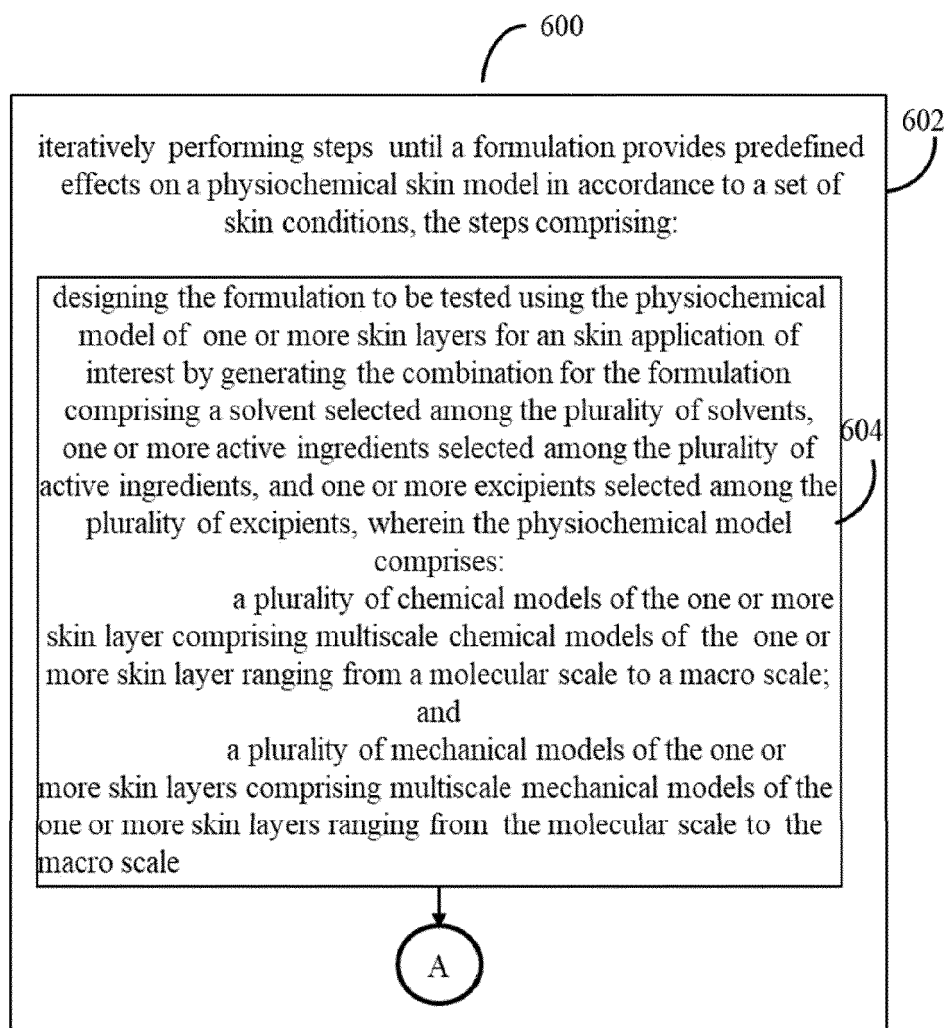 600
602
iteratively performing steps until a formulation provides predefined
effects on a physiochemical skin model in accordance to a set of
skin conditions, the steps comprising:
designing the formulation to be tested using the physiochemical
model of one or more skin layers for an skin application of
interest by generating the combination for the formulation
comprising a solvent selected among the plurality of solvents,
one or more active ingredients selected among the plurality of
active ingredients, and one or more excipients selected among the
plurality of excipients, wherein the physiochemical model
comprises:
604
a plurality of chemical models of the one or more
skin layer comprising multiscale chemical models of the one or
more skin layer ranging from a molecular scale to a macro scale;
and
a plurality of mechanical models of the one or
more skin layers comprising multiscale mechanical models of the
one or more skin layers ranging from the molecular scale to the
macro scale
A